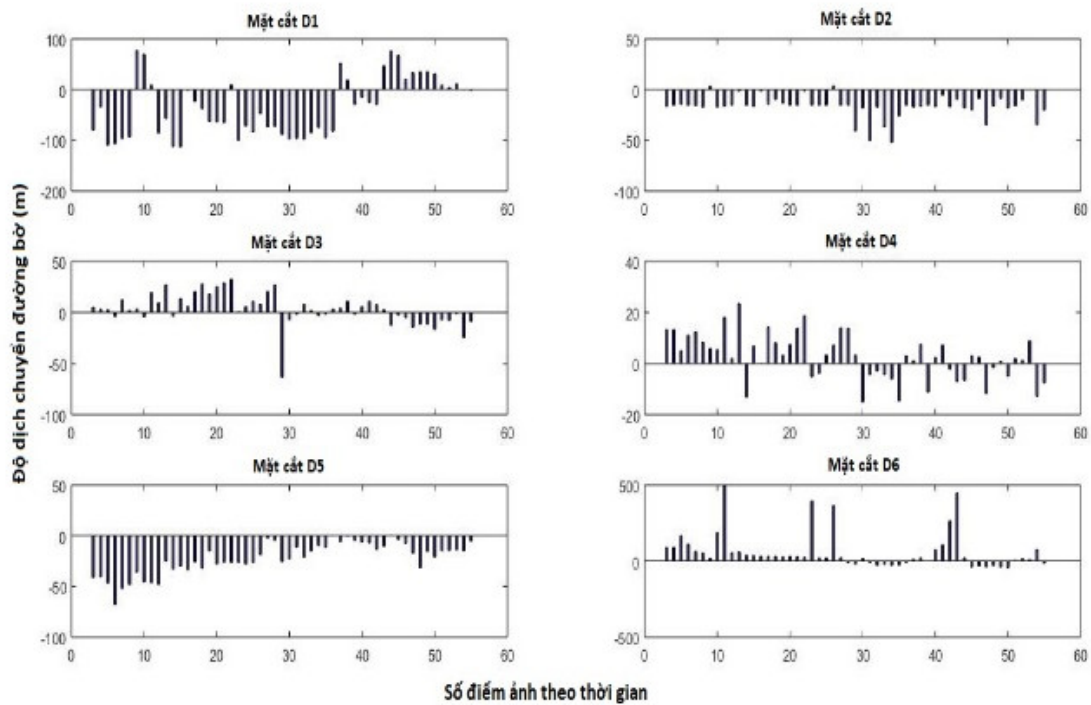 Mặt cắt D1
100
0
-100
-200
0 10 20 30 40 50 60
Mặt cắt D2
50
0
-50
-100
0 10 20 30 40 50 60
Mặt cắt D3
50
0
-50
-100
0 10 20 30 40 50 60
Mặt cắt D4
40
20
0
-20
0 10 20 30 40 50 60
Mặt cắt D5
50
0
-50
-100
0 10 20 30 40 50 60
Mặt cắt D6
500
0
-500
0 10 20 30 40 50 60
Độ dịch chuyển đường bờ (m)
Số điểm ảnh theo thời gian